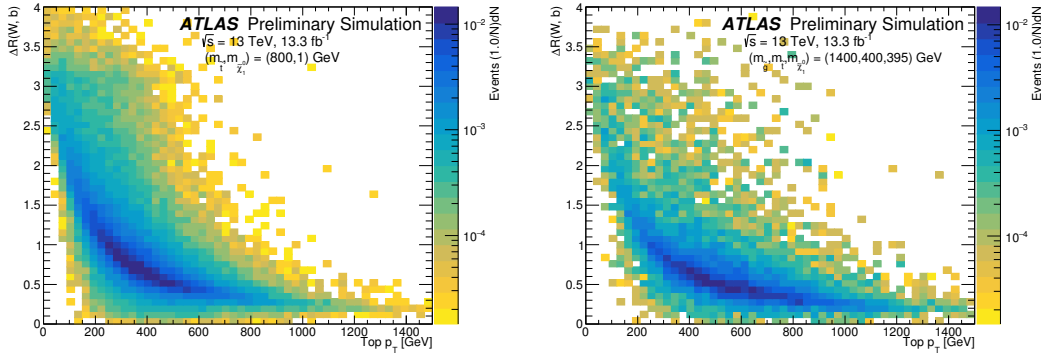 ATLAS Preliminary Simulation
√s = 13 TeV, 13.3 fb⁻¹
(m_t̃, m_χ̃₁⁰) = (800,1) GeV
ΔR(W, b)
4
3.5
3
2.5
2
1.5
1
0.5
0
0 200 400 600 800 1000 1200 1400
Top p_T [GeV]
10⁻²
10⁻³
10⁻⁴
Events (1.0/N)dN
ATLAS Preliminary Simulation
√s = 13 TeV, 13.3 fb⁻¹
(m_g̃, m_t̃, m_χ̃₁⁰) = (1400,400,395) GeV
ΔR(W, b)
4
3.5
3
2.5
2
1.5
1
0.5
0
0 200 400 600 800 1000 1200 1400
Top p_T [GeV]
10⁻²
10⁻³
10⁻⁴
Events (1.0/N)dN